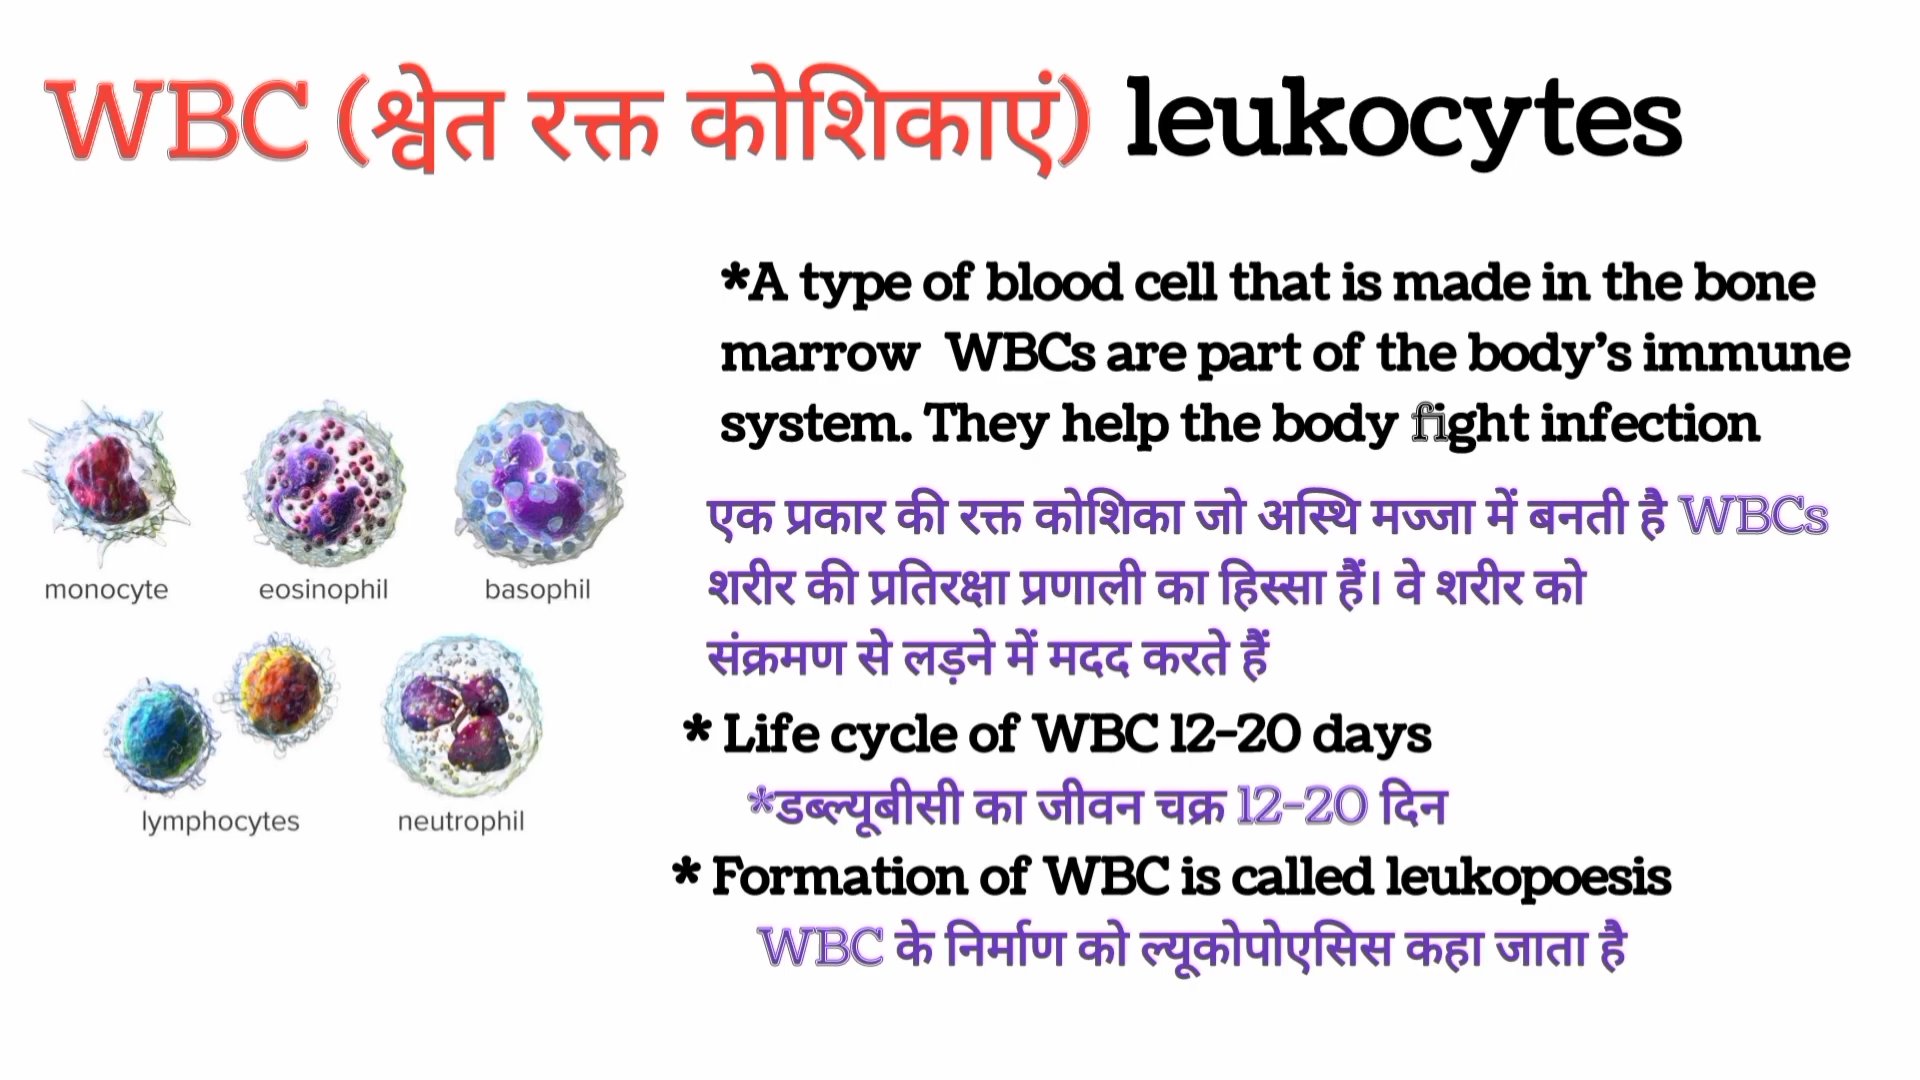 WBC (श्वेत रक्त कोशिकाएं) leukocytes
*A type of blood cell that is made in the bone
marrow WBCs are part of the body’s immune
system. They help the body fight infection
एक प्रकार की रक्त कोशिका जो अस्थि मज्जा में बनती है WBCs
शरीर की प्रतिरक्षा प्रणाली का हिस्सा हैं। वे शरीर को
संक्रमण से लड़ने में मदद करते हैं
* Life cycle of WBC 12-20 days
*डब्ल्यूबीसी का जीवन चक्र 12-20 दिन
* Formation of WBC is called leukopoesis
WBC के निर्माण को ल्यूकोपोएसिस कहा जाता है
monocyte
eosinophil
basophil
lymphocytes
neutrophil